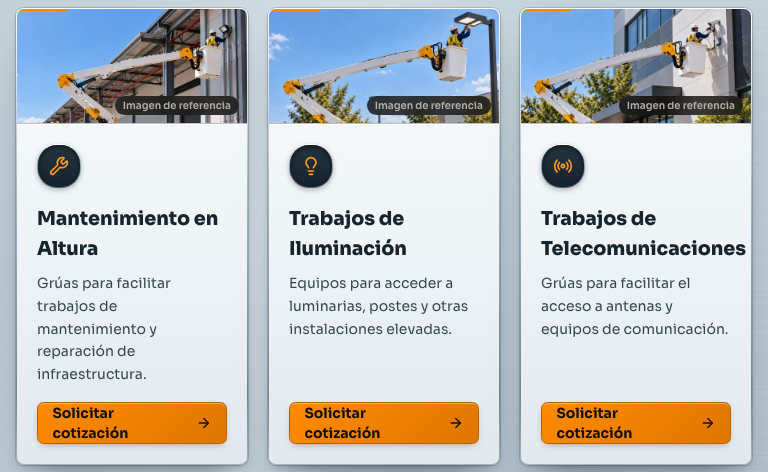 Imagen de referencia
Mantenimiento en
Altura
Grúas para facilitar
trabajos de
mantenimiento y
reparación de
infraestructura.
Solicitar
cotización
Imagen de referencia
Trabajos de
Iluminación
Equipos para acceder a
luminarias, postes y otras
instalaciones elevadas.
Solicitar
cotización
Imagen de referencia
Trabajos de
Telecomunicaciones
Grúas para facilitar el
acceso a antenas y
equipos de comunicación.
Solicitar
cotización